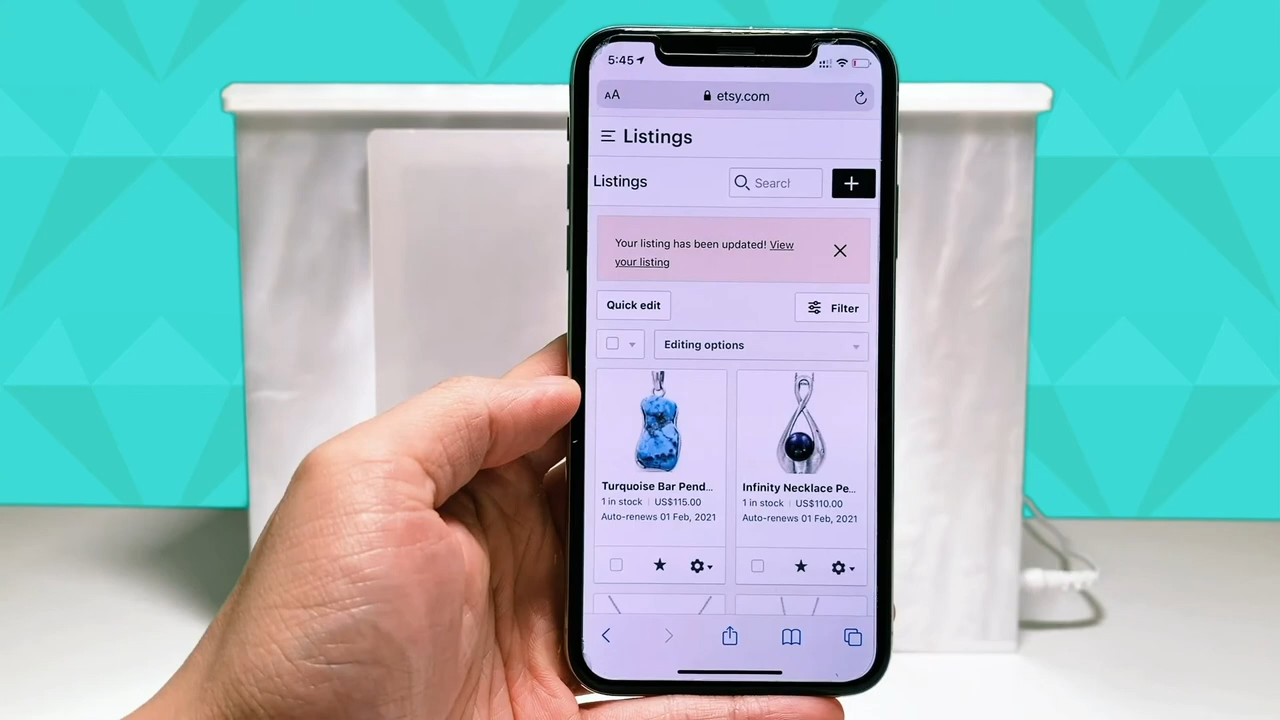 5:45
AA etsy.com
Listings
Listings
Search
+
Your listing has been updated! View
your listing
Quick edit
Filter
Editing options
Turquoise Bar Pend...
1 in stock | US$115.00
Auto-renews 01 Feb, 2021
Infinity Necklace Pe...
1 in stock | US$110.00
Auto-renews 01 Feb, 2021